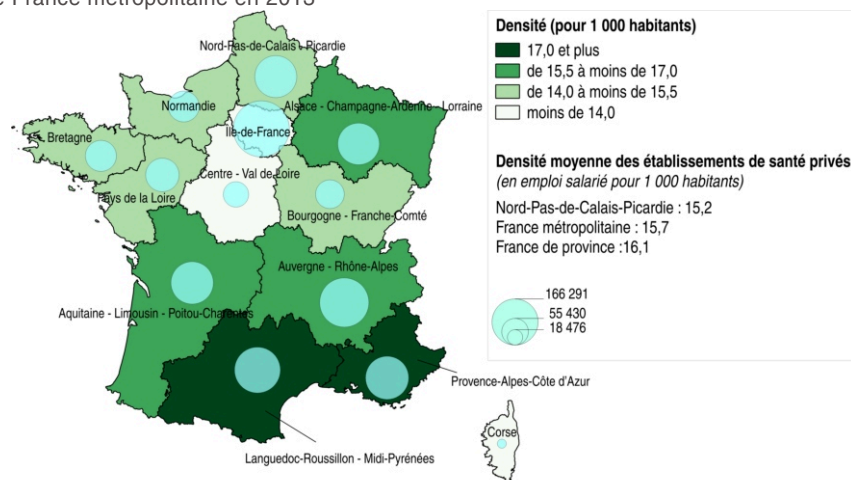 e France métropolitaine en 2013
Nord-Pas-de-Calais - Picardie
Normandie
Alsace - Champagne-Ardenne - Lorraine
Île-de-France
Bretagne
Centre - Val de Loire
Pays de la Loire
Bourgogne - Franche-Comté
Auvergne - Rhône-Alpes
Aquitaine - Limousin - Poitou-Charentes
Provence-Alpes-Côte d'Azur
Languedoc-Roussillon - Midi-Pyrénées
Corse
Densité (pour 1 000 habitants)
17,0 et plus
de 15,5 à moins de 17,0
de 14,0 à moins de 15,5
moins de 14,0
Densité moyenne des établissements de santé privés
(en emploi salarié pour 1 000 habitants)
Nord-Pas-de-Calais-Picardie : 15,2
France métropolitaine : 15,7
France de province :16,1
166 291
55 430
18 476